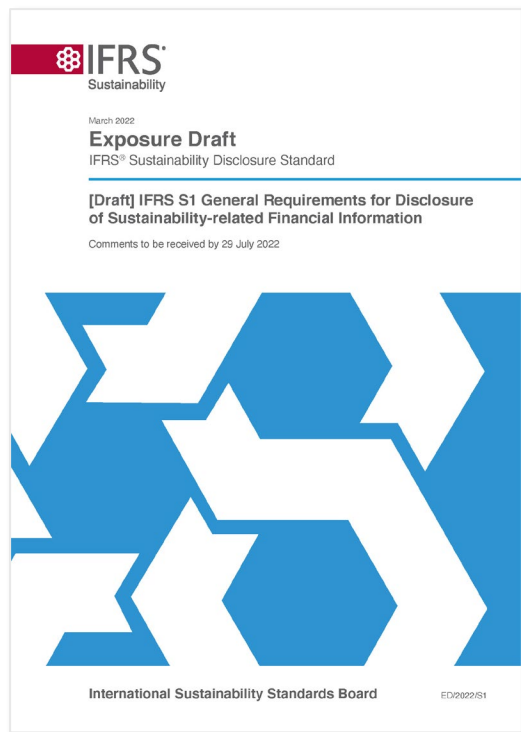 IFRS®
Sustainability
March 2022
Exposure Draft
IFRS® Sustainability Disclosure Standard
[Draft] IFRS S1 General Requirements for Disclosure
of Sustainability-related Financial Information
Comments to be received by 29 July 2022
International Sustainability Standards Board
ED/2022/S1